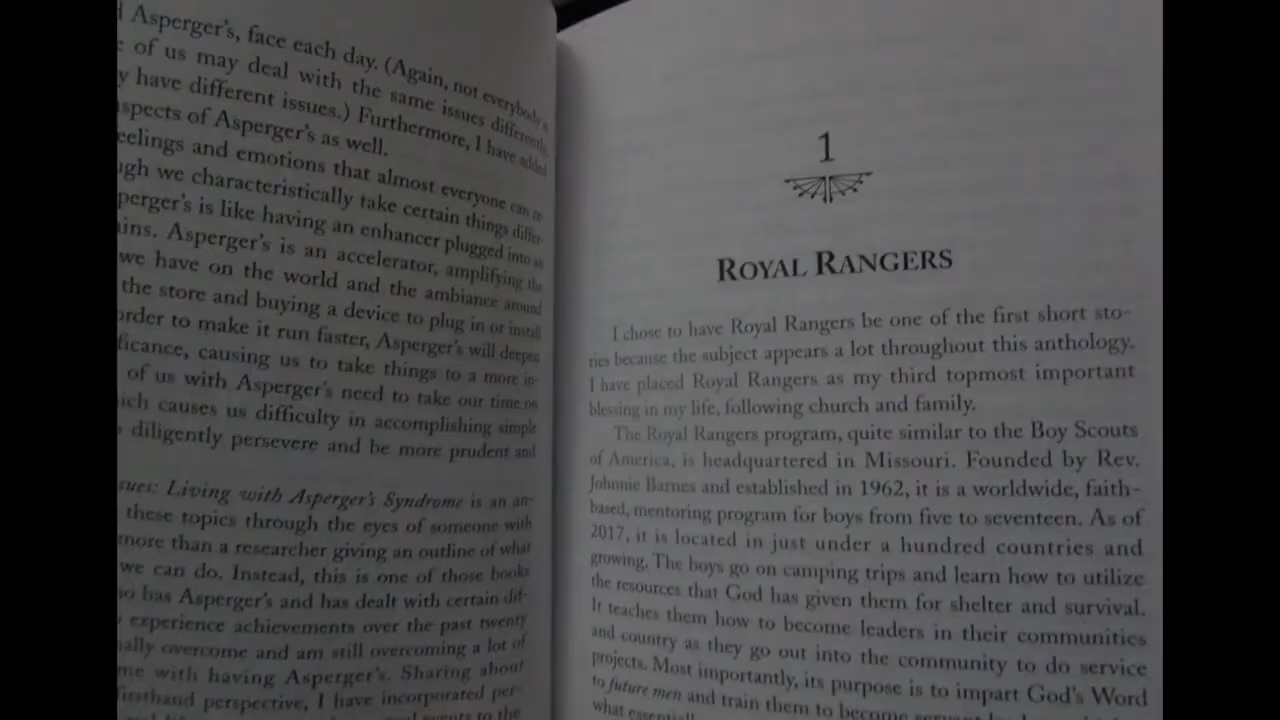 Asperger's, face each day. (Again, not everybody's
of us may deal with the same issues differently,
have different issues.) Furthermore, I have added
aspects of Asperger's as well.
feelings and emotions that almost everyone can
we characteristically take certain things differ-
Asperger's is like having an enhancer plugged into
Asperger's is an accelerator, amplifying the
we have on the world and the ambiance around
the store and buying a device to plug in or install
order to make it run faster, Asperger's will deepen
causing us to take things to a more in-
of us with Asperger's need to take our time on
which causes us difficulty in accomplishing simple
diligently persevere and be more prudent and
Living with Asperger's Syndrome is an an-
these topics through the eyes of someone with
more than a researcher giving an outline of what
we can do. Instead, this is one of those books
has Asperger's and has dealt with certain dif-
experience achievements over the past twenty
overcome and am still overcoming a lot of
with having Asperger's. Sharing about
firsthand perspective, I have incorporated per-
events to the
1
ROYAL RANGERS
I chose to have Royal Rangers be one of the first short sto-
ries because the subject appears a lot throughout this anthology.
I have placed Royal Rangers as my third topmost important
blessing in my life, following church and family.
The Royal Rangers program, quite similar to the Boy Scouts
of America, is headquartered in Missouri. Founded by Rev.
Johnnie Barnes and established in 1962, it is a worldwide, faith-
based, mentoring program for boys from five to seventeen. As of
2017, it is located in just under a hundred countries and
growing. The boys go on camping trips and learn how to utilize
the resources that God has given them for shelter and survival.
It teaches them how to become leaders in their communities
and country as they go out into the community to do service
projects. Most importantly, its purpose is to impart God's Word
to future men and train them to become
what